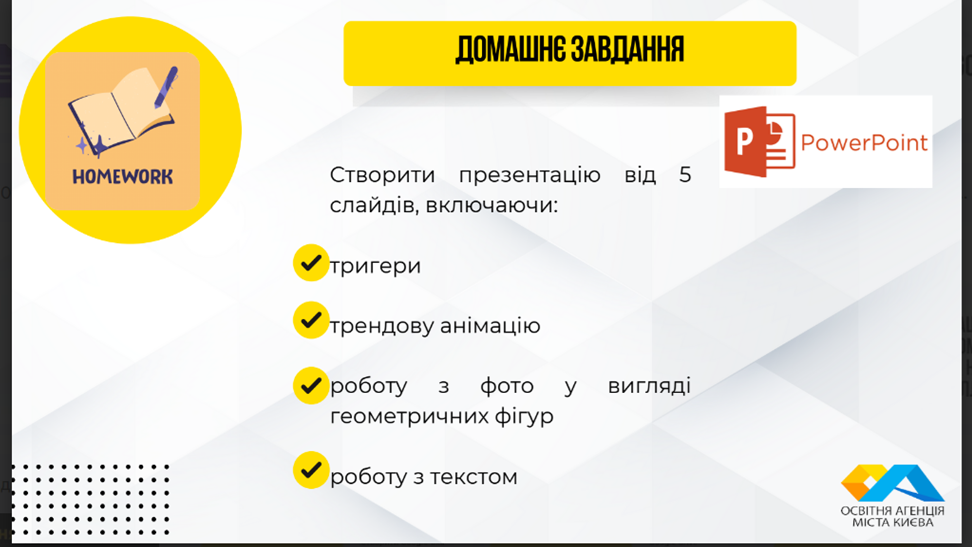 ДОМАШНЄ ЗАВДАННЯ
HOMEWORK
P PowerPoint
Створити презентацію від 5
слайдів, включаючи:
тригери
трендову анімацію
роботу з фото у вигляді
геометричних фігур
роботу з текстом
ОСВІТНЯ АГЕНЦІЯ
МІСТА КИЄВА